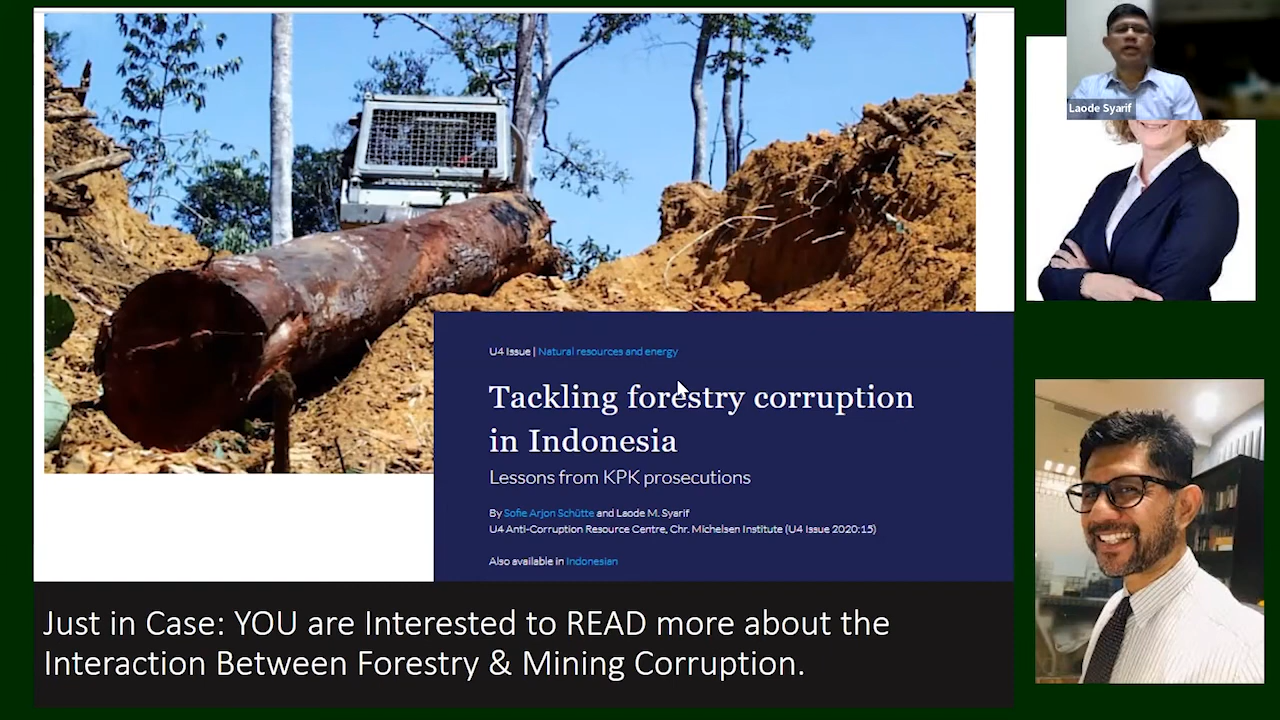 Laode Syarif
U4 Issue | Natural resources and energy
Tackling forestry corruption
in Indonesia
Lessons from KPK prosecutions
By Sofie Arjon Schütte and Laode M. Syarif
U4 Anti-Corruption Resource Centre, Chr. Michelsen Institute (U4 Issue 2020:15)
Also available in Indonesian
Just in Case: YOU are Interested to READ more about the
Interaction Between Forestry & Mining Corruption.